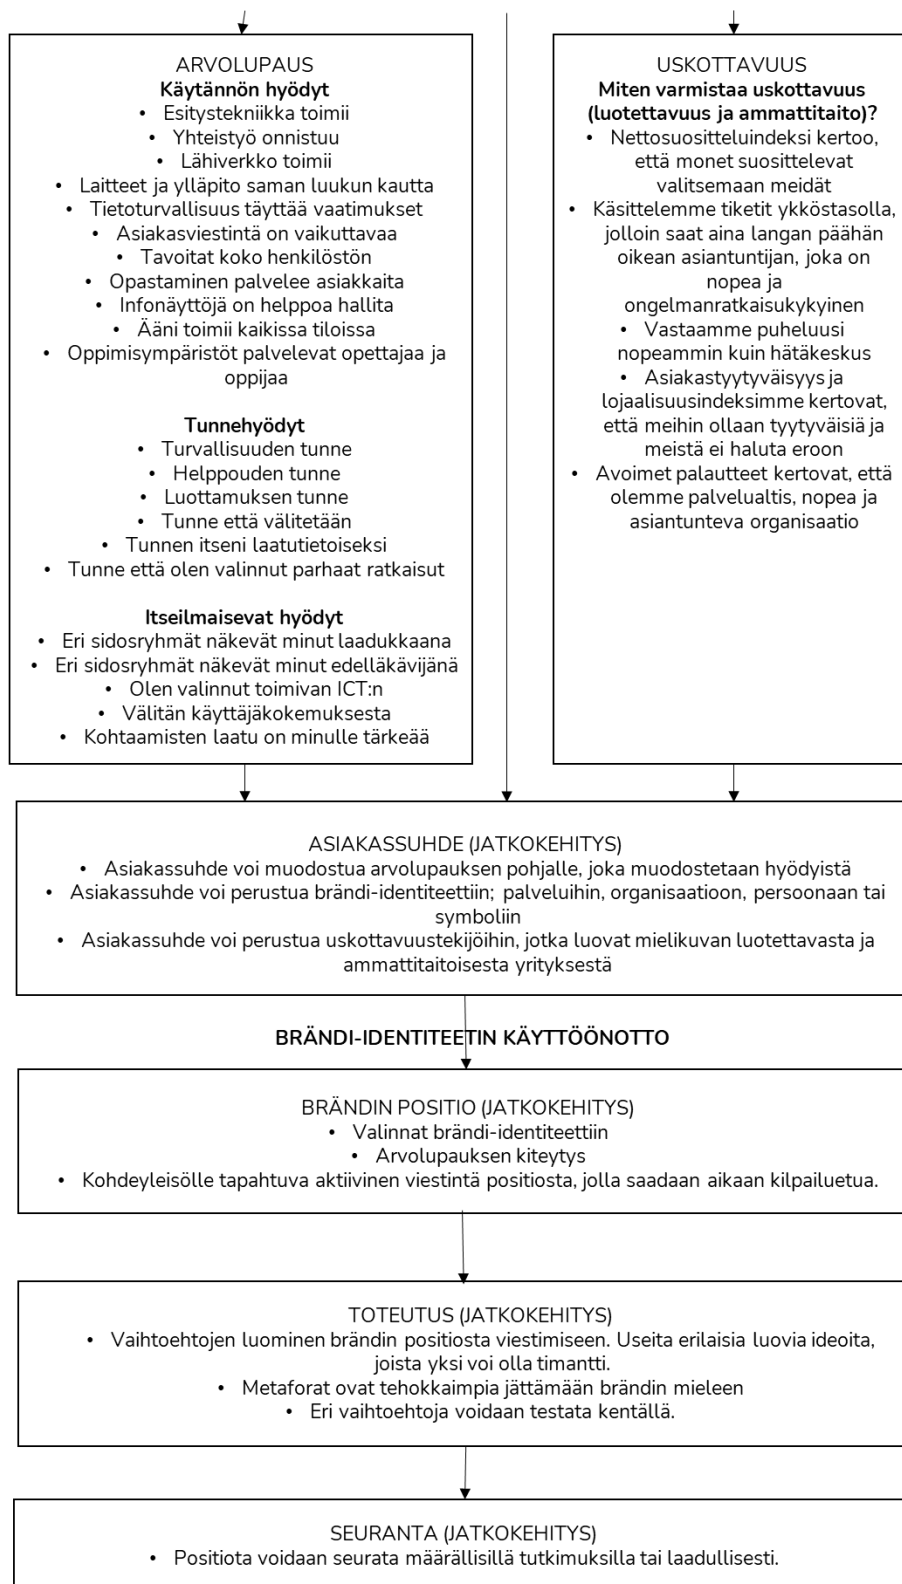 ARVOLUPAUS
Käytännön hyödyt
• Esitystekniikka toimii
• Yhteistyö onnistuu
• Lähiverkko toimii
• Laitteet ja ylläpito saman luukun kautta
• Tietoturvallisuus täyttää vaatimukset
• Asiakasviestintä on vaikuttavaa
• Tavoitat koko henkilöstön
• Opastaminen palvelee asiakkaita
• Infonäyttöjä on helppoa hallita
• Ääni toimii kaikissa tiloissa
• Oppimisympäristöt palvelevat opettajaa ja
oppijaa
Tunnehyödyt
• Turvallisuuden tunne
• Helppouden tunne
• Luottamuksen tunne
• Tunne että välitetään
• Tunnen itseni laatutietoiseksi
• Tunne että olen valinnut parhaat ratkaisut
Itseilmaisevat hyödyt
• Eri sidosryhmät näkevät minut laadukkaana
• Eri sidosryhmät näkevät minut edelläkävijänä
• Olen valinnut toimivan ICT:n
• Välitän käyttäjäkokemuksesta
• Kohtaamisten laatu on minulle tärkeää
USKOTTAVUUS
Miten varmistaa uskottavuus
(luotettavuus ja ammattitaito)?
• Nettosuositteluindeksi kertoo,
että monet suosittelevat
valitsemaan meidät
• Käsittelemme tiketit ykköstasolla,
jolloin saat aina langan päähän
oikean asiantuntijan, joka on
nopea ja
ongelmanratkaisukykyinen
• Vastaamme puheluusi
nopeammin kuin hätäkeskus
• Asiakastyytyväisyys ja
lojaalisuusindeksimme kertovat,
että meihin ollaan tyytyväisiä ja
meistä ei haluta eroon
• Avoimet palautteet kertovat, että
olemme palvelualtis, nopea ja
asiantunteva organisaatio
ASIAKASSUHDE (JATKOKEHITYS)
• Asiakassuhde voi muodostua arvolupauksen pohjalle, joka muodostetaan hyödyistä
• Asiakassuhde voi perustua brändi-identiteettiin; palveluihin, organisaatioon, persoonaan tai
symboliin
• Asiakassuhde voi perustua uskottavuustekijöihin, jotka luovat mielikuvan luotettavasta ja
ammattitaitoisesta yrityksestä
BRÄNDI-IDENTITEETIN KÄYTTÖÖNOTTO
BRÄNDIN POSITIO (JATKOKEHITYS)
• Valinnat brändi-identiteettiin
• Arvolupauksen kiteytys
• Kohdeyleisölle tapahtuva aktiivinen viestintä positiosta, jolla saadaan aikaan kilpailuetua.
TOTEUTUS (JATKOKEHITYS)
• Vaihtoehtojen luominen brändin positiosta viestimiseen. Useita erilaisia luovia ideoita,
joista yksi voi olla timantti.
• Metaforat ovat tehokkaimpia jättämään brändin mieleen
• Eri vaihtoehtoja voidaan testata kentällä.
SEURANTA (JATKOKEHITYS)
• Positiota voidaan seurata määrällisillä tutkimuksilla tai laadullisesti.